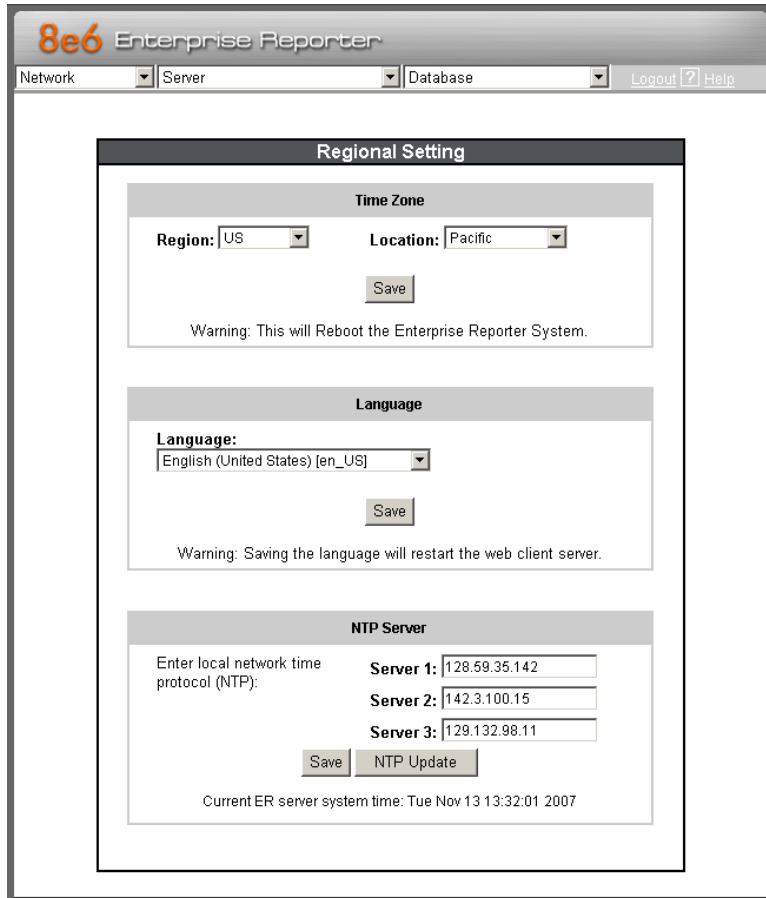 8e6 Enterprise Reporter
Network Server Database Logout ? Help
Regional Setting
Time Zone
Region: US Location: Pacific
Save
Warning: This will Reboot the Enterprise Reporter System.
Language
Language:
English (United States) [en_US]
Save
Warning: Saving the language will restart the web client server.
NTP Server
Enter local network time
protocol (NTP):
Server 1: 128.59.35.142
Server 2: 142.3.100.15
Server 3: 129.132.98.11
Save NTP Update
Current ER server system time: Tue Nov 13 13:32:01 2007